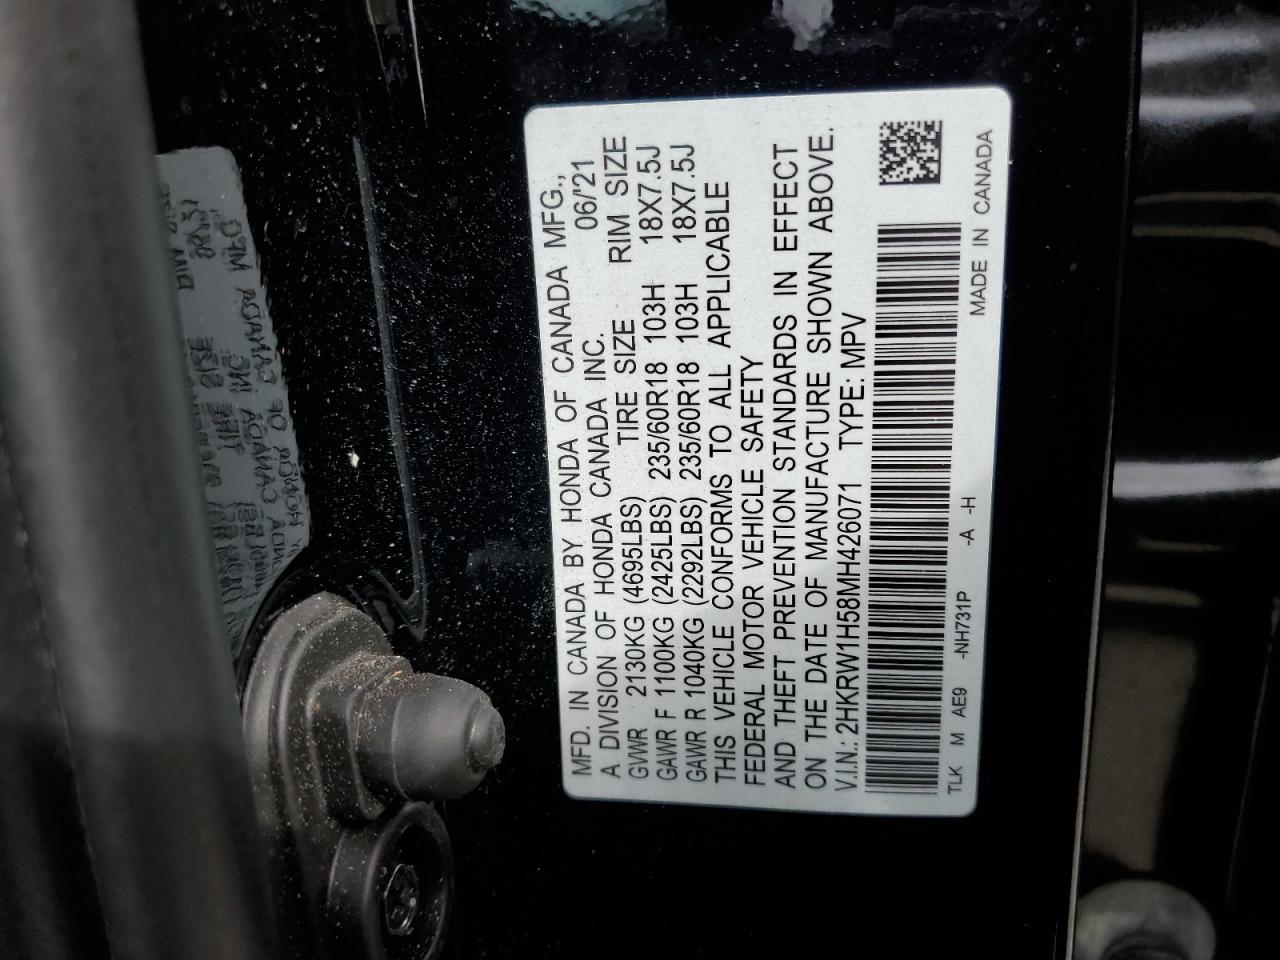 MFD. IN CANADA BY HONDA OF CANADA MFG.,
A DIVISION OF HONDA CANADA INC. 06/'21
GVWR 2130KG (4695LBS) TIRE SIZE RIM SIZE
GAWR F 1100KG (2425LBS) 235/60R18 103H 18X7.5J
GAWR R 1040KG (2292LBS) 235/60R18 103H 18X7.5J
THIS VEHICLE CONFORMS TO ALL APPLICABLE
FEDERAL MOTOR VEHICLE SAFETY
AND THEFT PREVENTION STANDARDS IN EFFECT
ON THE DATE OF MANUFACTURE SHOWN ABOVE.
V.I.N.: 2HKRW1H58MH426071 TYPE: MPV
TLK M AE9 -NH731P -A -H
MADE IN CANADA